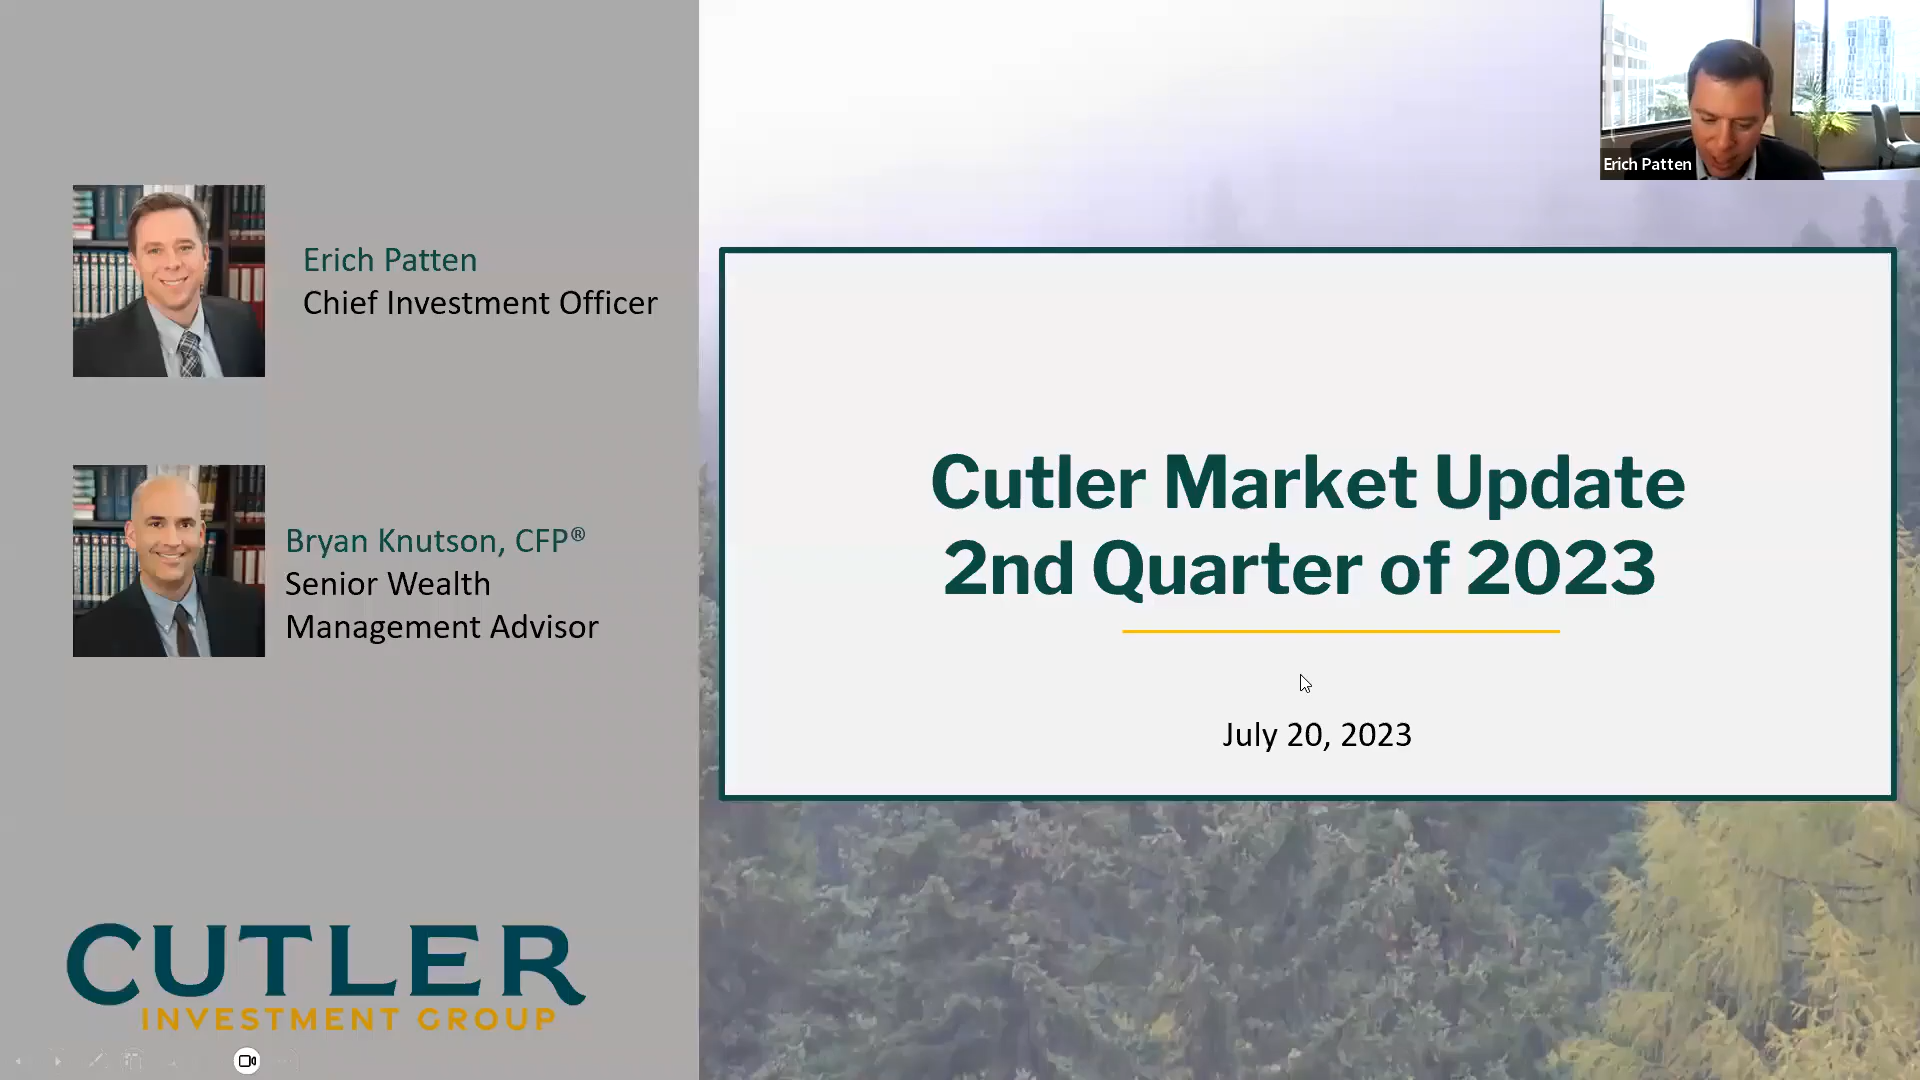 Erich Patten
Erich Patten
Chief Investment Officer
Bryan Knutson, CFP®
Senior Wealth
Management Advisor
Cutler Market Update
2nd Quarter of 2023
July 20, 2023
CUTLER
INVESTMENT GROUP